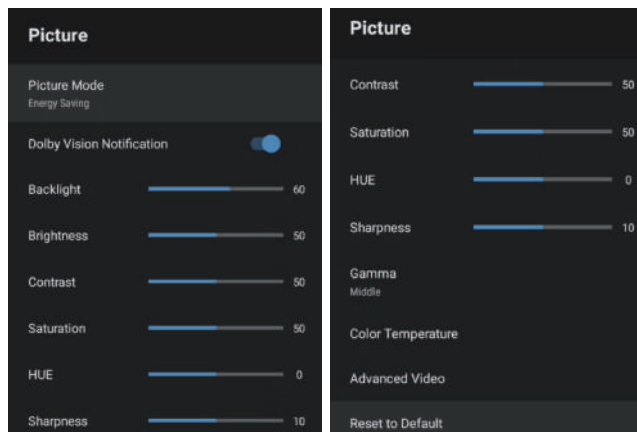 Picture
Picture Mode
Energy Saving
Dolby Vision Notification
Backlight 60
Brightness 50
Contrast 50
Saturation 50
HUE 0
Sharpness 10
Picture
Contrast 50
Saturation 50
HUE 0
Sharpness 10
Gamma
Middle
Color Temperature
Advanced Video
Reset to Default